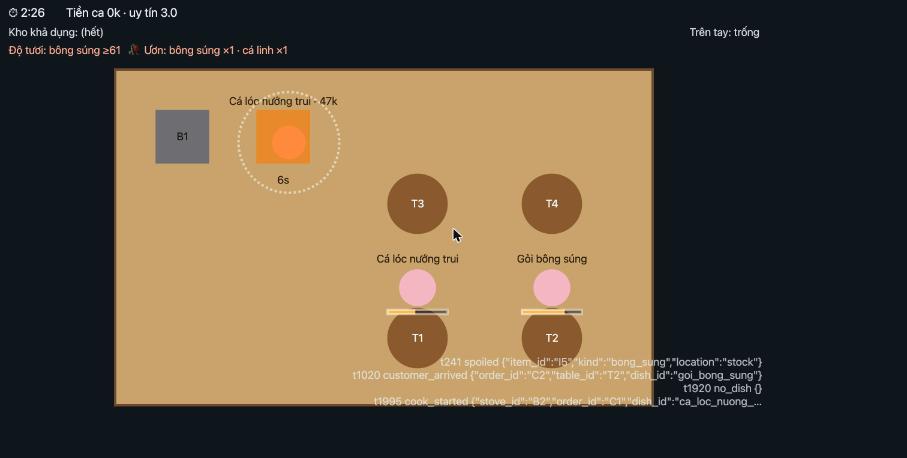 ⏱ 2:26 Tiền ca 0k · uy tín 3.0
Kho khả dụng: (hết) Trên tay: trống
Độ tươi: bông súng ≥61 🥀 Ươn: bông súng ×1 · cá linh ×1
Cá lóc nướng trui · 47k
B1
6s
T3 T4
Cá lóc nướng trui Gỏi bông súng
T1 T2
t241 spoiled {"item_id":"I5","kind":"bong_sung","location":"stock"}
t1020 customer_arrived {"order_id":"C2","table_id":"T2","dish_id":"goi_bong_sung"}
t1920 no_dish {}
t1995 cook_started {"stove_id":"B2","order_id":"C1","dish_id":"ca_loc_nuong_...